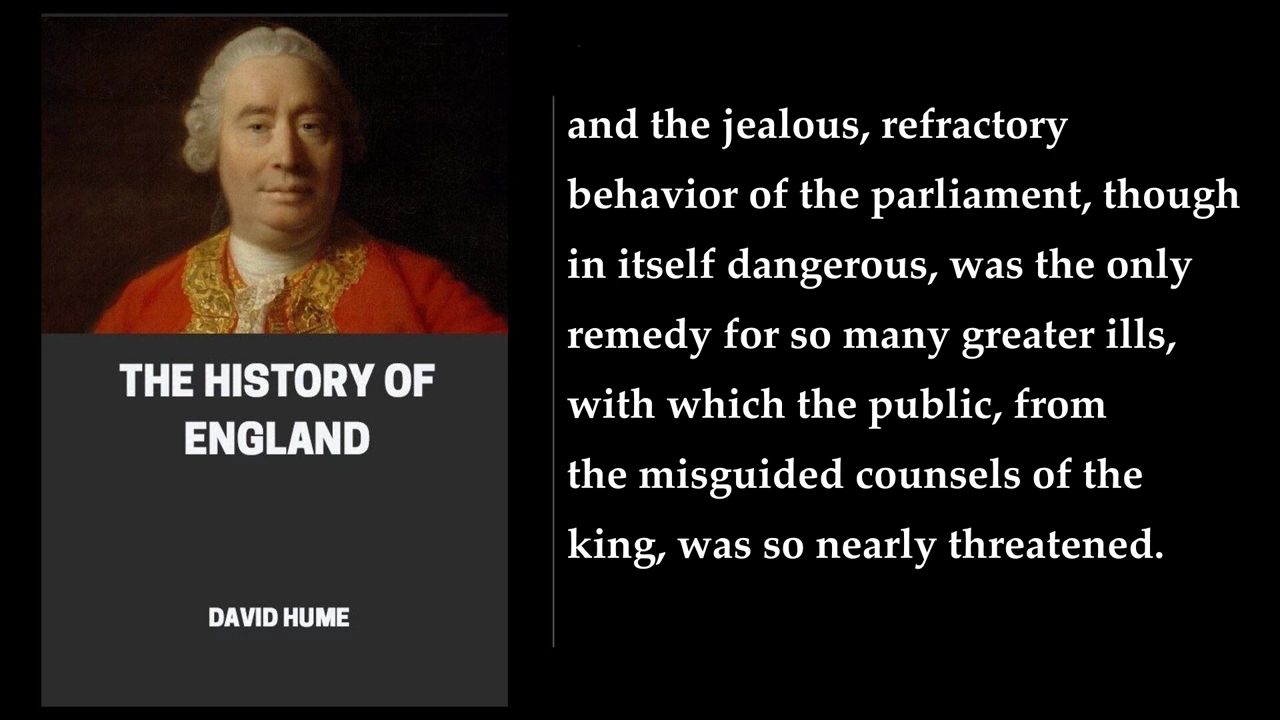 THE HISTORY OF
ENGLAND
DAVID HUME
and the jealous, refractory
behavior of the parliament, though
in itself dangerous, was the only
remedy for so many greater ills,
with which the public, from
the misguided counsels of the
king, was so nearly threatened.